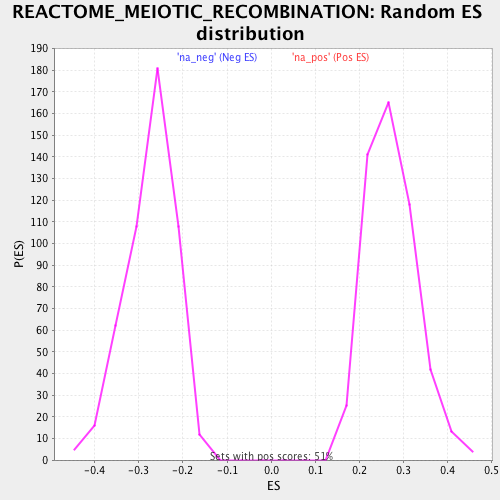 REACTOME_MEIOTIC_RECOMBINATION: Random ES
distribution
'na_neg' (Neg ES) 'na_pos' (Pos ES)
190
180
170
160
150
140
130
120
110
100
90
80
70
60
50
40
30
20
10
0
P(ES)
Sets with pos scores: 51%
-0.4 -0.3 -0.2 -0.1 0.0 0.1 0.2 0.3 0.4 0.5
ES